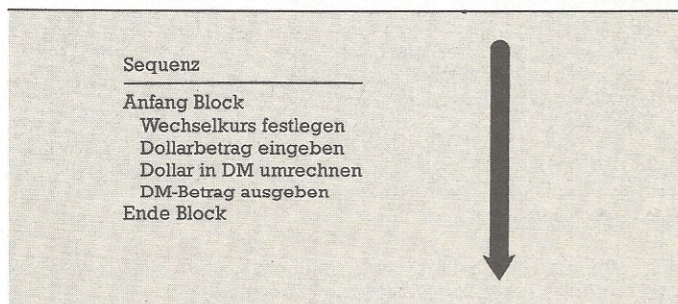 Sequenz
Anfang Block
Wechselkurs festlegen
Dollarbetrag eingeben
Dollar in DM umrechnen
DM-Betrag ausgeben
Ende Block